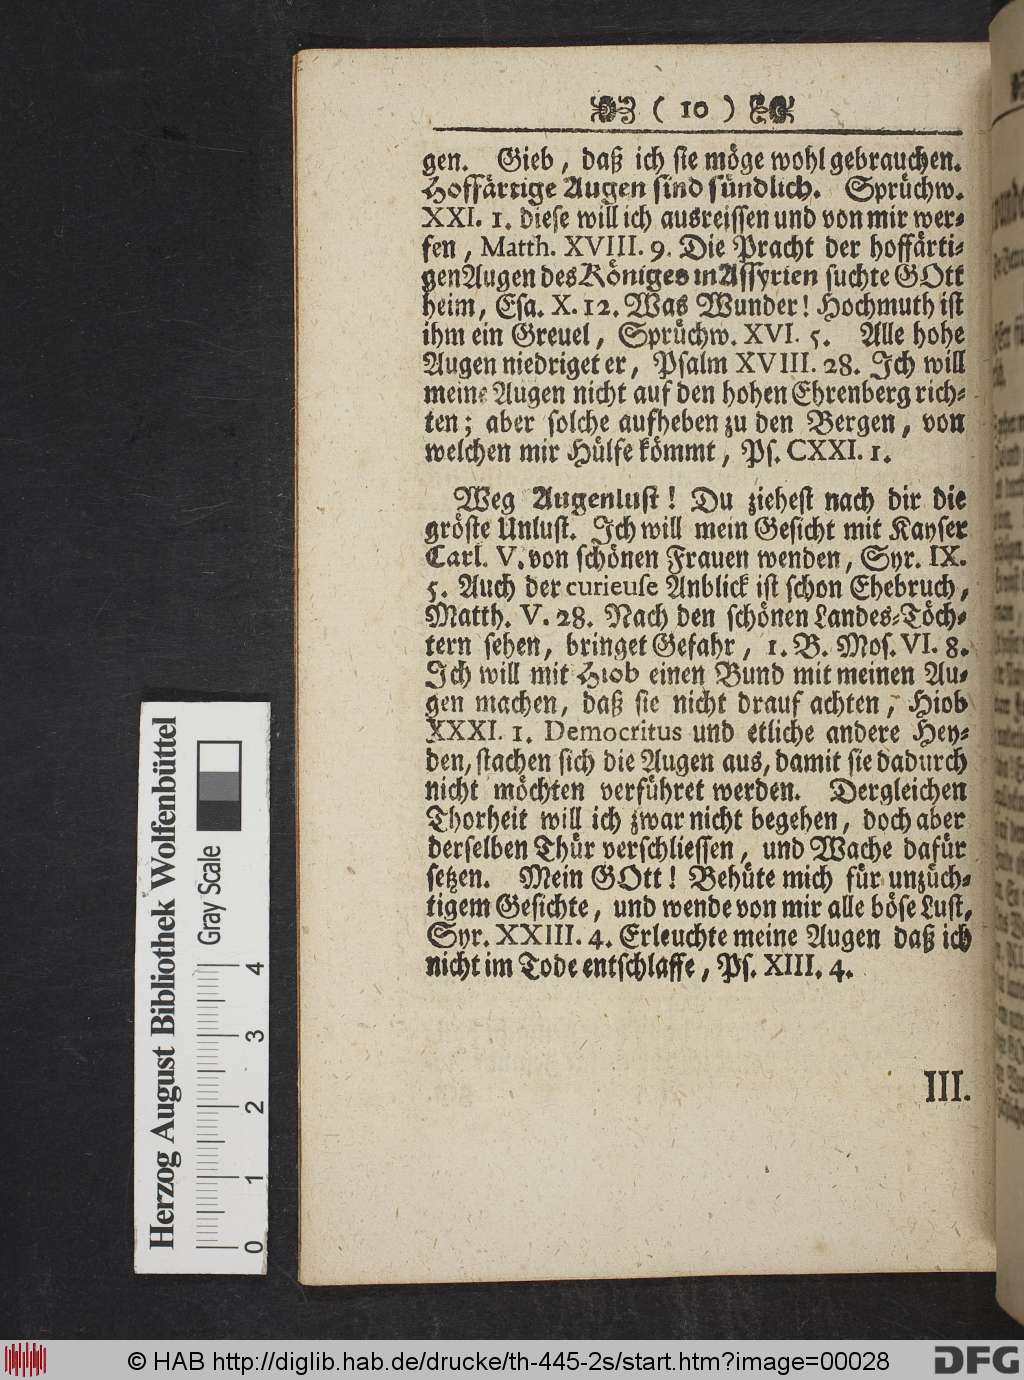 ( 10 )
gen. Gieb, daß ich sie möge wohl gebrauchen.
Hoffärtige Augen sind sündlich. Sprüchw.
XXI. 1. diese will ich ausreissen und von mir wer-
fen, Matth. XVIII. 9. Die Pracht der hoffärti-
gen Augen des Königes in Assyrien suchte GOtt
heim, Esa. X. 12. Was Wunder! Hochmuth ist
ihm ein Greuel, Sprüchw. XVI. 5. Alle hohe
Augen niedriget er, Psalm XVIII. 28. Ich will
meine Augen nicht auf den hohen Ehrenberg rich-
ten; aber solche aufheben zu den Bergen, von
welchen mir Hülfe kömmt, Ps. CXXI. 1.
Weg Augenlust! Du ziehest nach dir die
gröste Unlust. Ich will mein Gesicht mit Kayser
Carl. V. von schönen Frauen wenden, Syr. IX.
5. Auch der curieuse Anblick ist schon Ehebruch,
Matth. V. 28. Nach den schönen Landes-Töch-
tern sehen, bringet Gefahr, 1. B. Mos. VI. 8.
Ich will mit Hiob einen Bund mit meinen Au-
gen machen, daß sie nicht drauf achten, Hiob
XXXI. 1. Democritus und etliche andere Hey-
den, stachen sich die Augen aus, damit sie dadurch
nicht möchten verführet werden. Dergleichen
Thorheit will ich zwar nicht begehen, doch aber
derselben Thür verschliessen, und Wache dafür
setzen. Mein GOtt! Behüte mich für unzüch-
tigem Gesichte, und wende von mir alle böse Lust,
Syr. XXIII. 4. Erleuchte meine Augen daß ich
nicht im Tode entschlaffe, Ps. XIII. 4.
III.
Herzog August Bibliothek Wolfenbüttel
Gray Scale
0 1 2 3 4
© HAB http://diglib.hab.de/drucke/th-445-2s/start.htm?image=00028
DFG